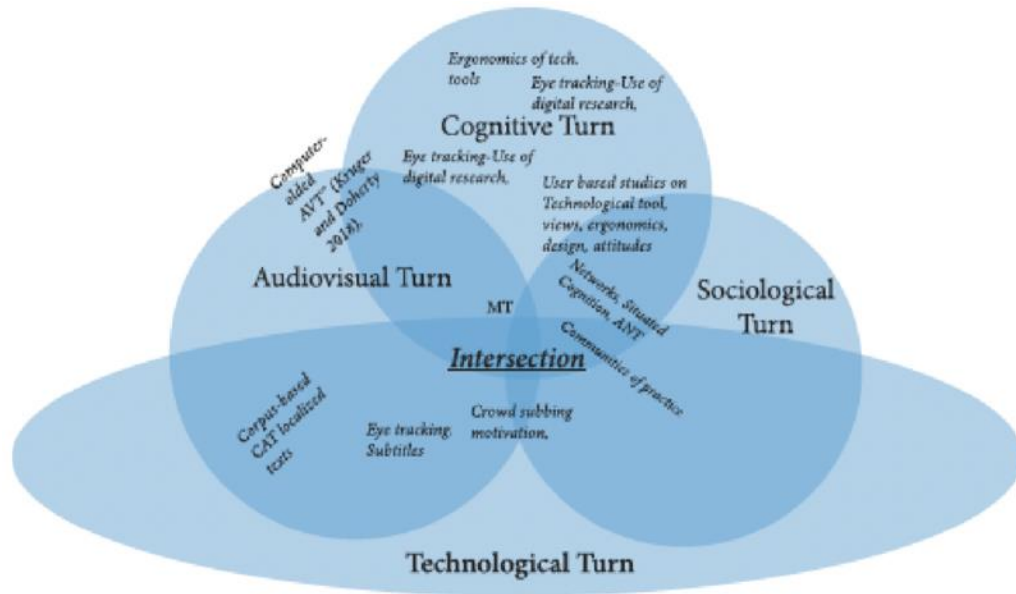 Ergonomics of tech.
tools
Eye tracking-Use of
digital research,
Cognitive Turn
Eye tracking-Use of
digital research,
User based studies on
Technological tool,
views, ergonomics,
design, attitudes
Computer-
aided
AVT" (Kruger
and Doherty
2018),
Audiovisual Turn
Networks, Situated
Cognition, ANT
Sociological
Turn
MT
Intersection
Communities of practice
Corpus-based
CAT localized
texts
Eye tracking,
Subtitles
Crowd subbing
motivation,
Technological Turn